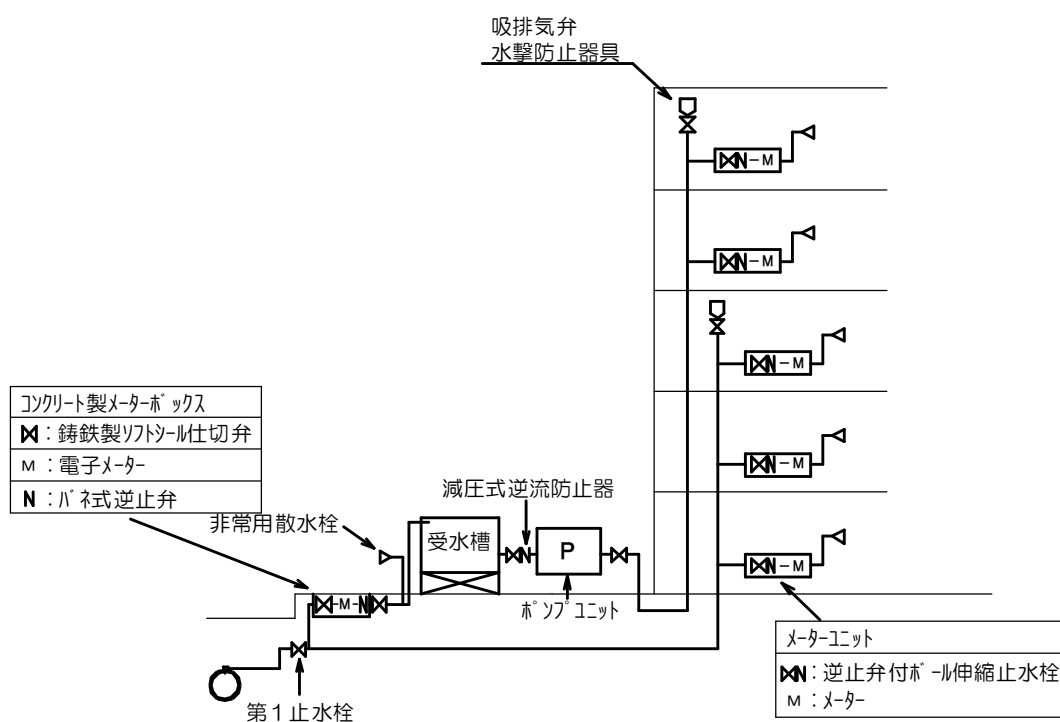 吸排気弁
水撃防止器具
N-M
N-M
N-M
N-M
N-M
コンクリート製メーターボックス
：鋳鉄製ソフトシール仕切弁
M：電子メーター
N：バネ式逆止弁
減圧式逆流防止器
非常用散水栓
受水槽
N
P
-M-N
ポンプユニット
メーターユニット
N：逆止弁付ボール伸縮止水栓
M：メーター
第１止水栓